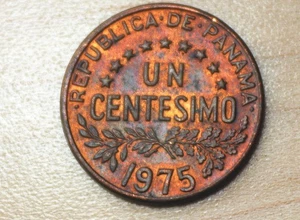 REPUBLICA·DE·PANAMA
UN
CENTESIMO
1975